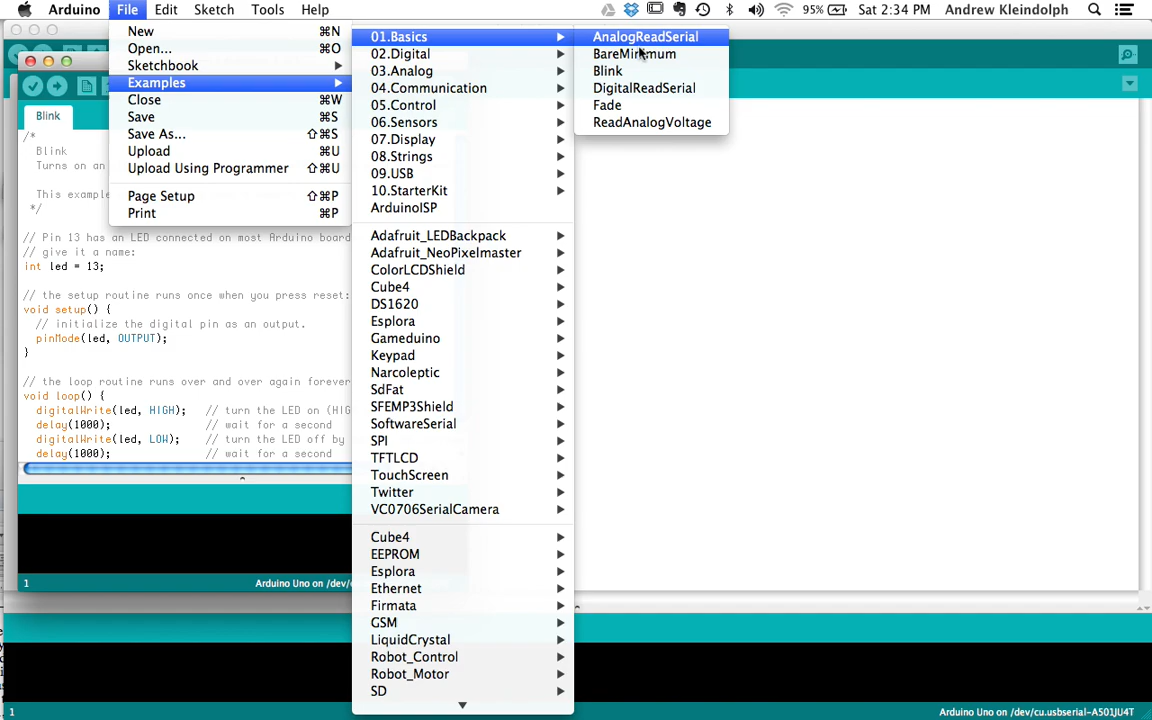 Arduino File Edit Sketch Tools Help 95% Sat 2:34 PM Andrew Kleindolph
New ⌘N
Open... ⌘O
Sketchbook
Examples
Close ⌘W
Save ⌘S
Save As... ⇧⌘S
Upload ⌘U
Upload Using Programmer ⇧⌘U
Page Setup ⇧⌘P
Print ⌘P
01.Basics
02.Digital
03.Analog
04.Communication
05.Control
06.Sensors
07.Display
08.Strings
09.USB
10.StarterKit
ArduinoISP
Adafruit_LEDBackpack
Adafruit_NeoPixelmaster
ColorLCDShield
Cube4
DS1620
Esplora
Gameduino
Keypad
Narcoleptic
SdFat
SFEMP3Shield
SoftwareSerial
SPI
TFTLCD
TouchScreen
Twitter
VC0706SerialCamera
Cube4
EEPROM
Esplora
Ethernet
Firmata
GSM
LiquidCrystal
Robot_Control
Robot_Motor
SD
AnalogReadSerial
BareMinimum
Blink
DigitalReadSerial
Fade
ReadAnalogVoltage
Blink
/*
Blink
Turns on an
This example
*/
// Pin 13 has an LED connected on most Arduino board
// give it a name:
int led = 13;
// the setup routine runs once when you press reset:
void setup() {
// initialize the digital pin as an output.
pinMode(led, OUTPUT);
}
// the loop routine runs over and over again forever
void loop() {
digitalWrite(led, HIGH); // turn the LED on (HIG
delay(1000); // wait for a second
digitalWrite(led, LOW); // turn the LED off by
delay(1000); // wait for a second
1 Arduino Uno on /dev/c
1 Arduino Uno on /dev/cu.usbserial-A501JU4T